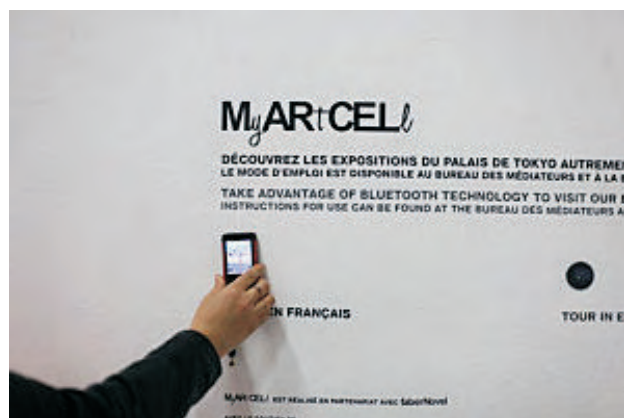 MyARtCELl
DÉCOUVREZ LES EXPOSITIONS DU PALAIS DE TOKYO
LE MODE D'EMPLOI EST DISPONIBLE AU BUREAU DES MÉDIATEURS ET À LA
TAKE ADVANTAGE OF BLUETOOTH TECHNOLOGY TO VISIT OUR
INSTRUCTIONS FOR USE CAN BE FOUND AT THE BUREAU DES MÉDIATEURS
EN FRANÇAIS
TOUR IN
MyARtCELl EST RÉALISÉ EN PARTENARIAT AVEC faberNovel